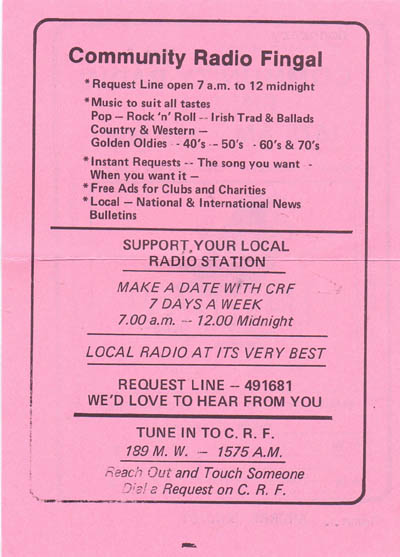 Community Radio Fingal
*Request Line open 7 a.m. to 12 midnight
*Music to suit all tastes
Pop — Rock 'n' Roll -- Irish Trad & Ballads
Country & Western —
Golden Oldies -- 40's — 50's - 60's & 70's
*Instant Requests -- The song you want --
When you want it —
*Free Ads for Clubs and Charities
*Local — National & International News
Bulletins
SUPPORT YOUR LOCAL
RADIO STATION
MAKE A DATE WITH CRF
7 DAYS A WEEK
7.00 a.m. -- 12.00 Midnight
LOCAL RADIO AT ITS VERY BEST
REQUEST LINE -- 491681
WE'D LOVE TO HEAR FROM YOU
TUNE IN TO C. R. F.
189 M. W. -- 1575 A.M.
Reach Out and Touch Someone
Dial a Request on C. R. F.